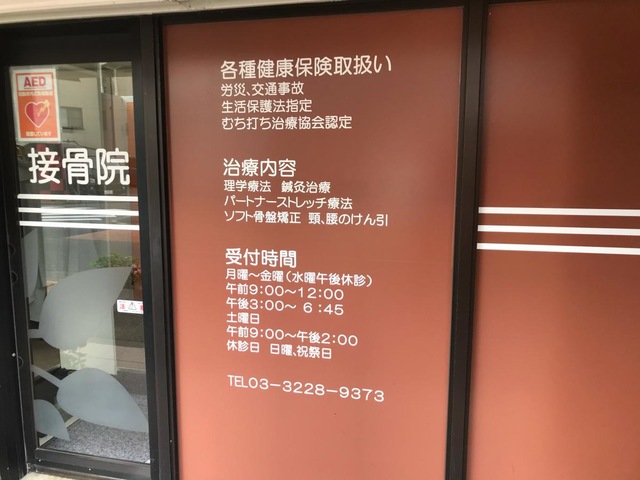 AED
接骨院
各種健康保険取扱い
労災、交通事故
生活保護法指定
むち打ち治療協会認定
治療内容
理学療法 鍼灸治療
パートナーストレッチ療法
ソフト骨盤矯正 頸、腰のけん引
受付時間
月曜〜金曜(水曜午後休診)
午前9:00〜12:00
午後3:00〜 6:45
土曜日
午前9:00〜午後2:00
休診日 日曜、祝祭日
TEL03-3228-9373